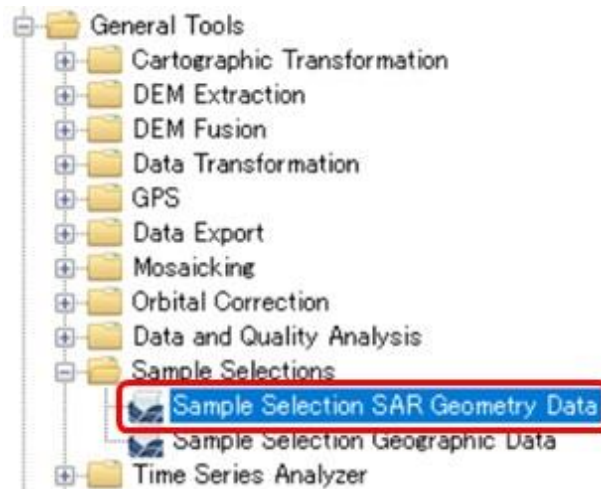 General Tools
Cartographic Transformation
DEM Extraction
DEM Fusion
Data Transformation
GPS
Data Export
Mosaicking
Orbital Correction
Data and Quality Analysis
Sample Selections
Sample Selection SAR Geometry Data
Sample Selection Geographic Data
Time Series Analyzer